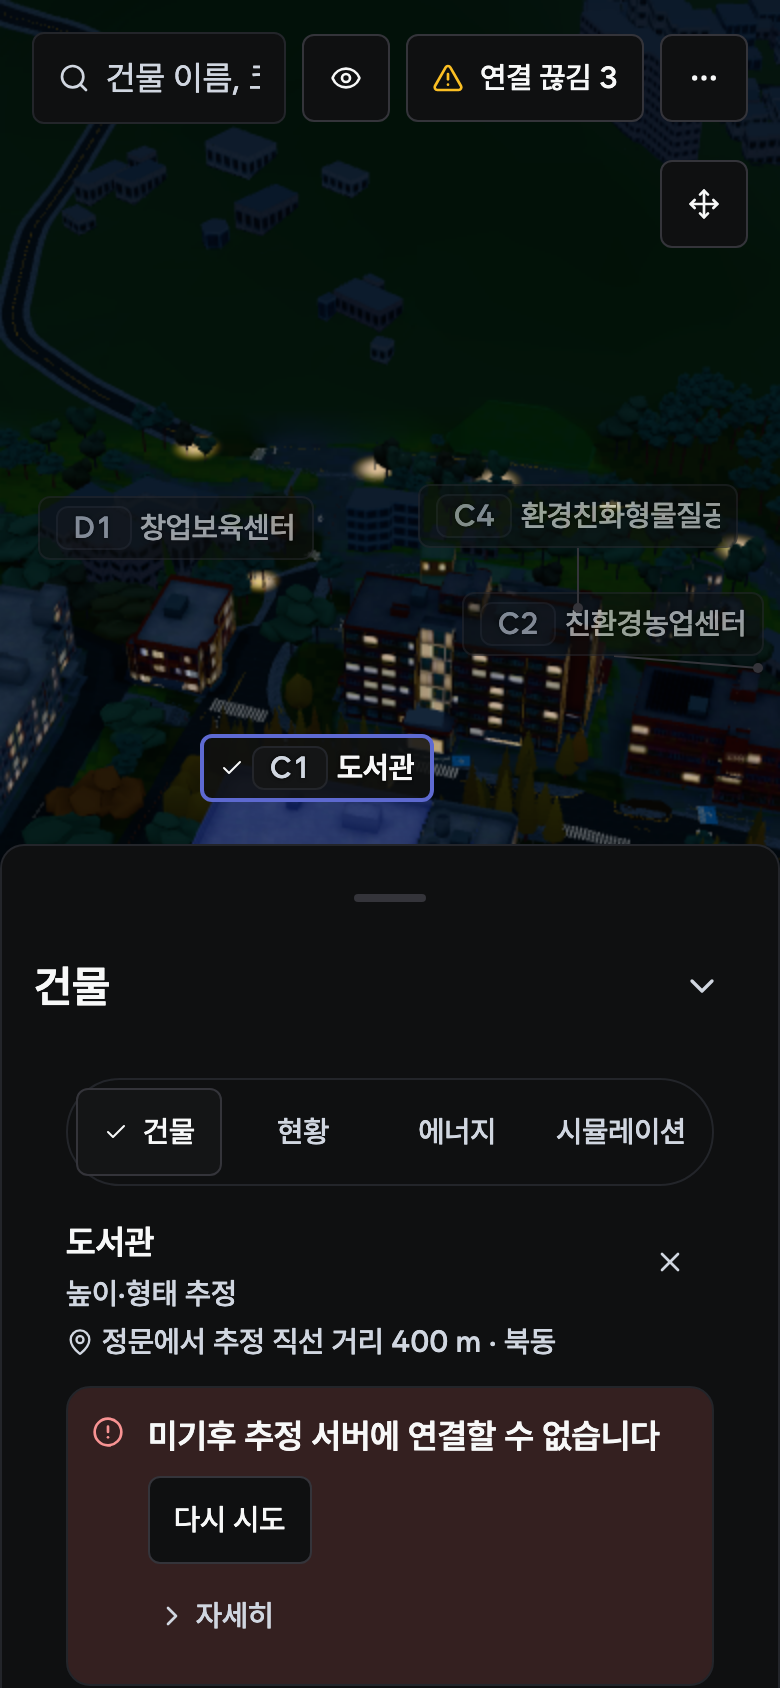 건물 이름,
연결 끊김 3
D1 창업보육센터
C4 환경친화형물질공
C2 친환경농업센터
C1 도서관
건물
건물
현황
에너지
시뮬레이션
도서관
높이·형태 추정
정문에서 추정 직선 거리 400 m · 북동
미기후 추정 서버에 연결할 수 없습니다
다시 시도
자세히